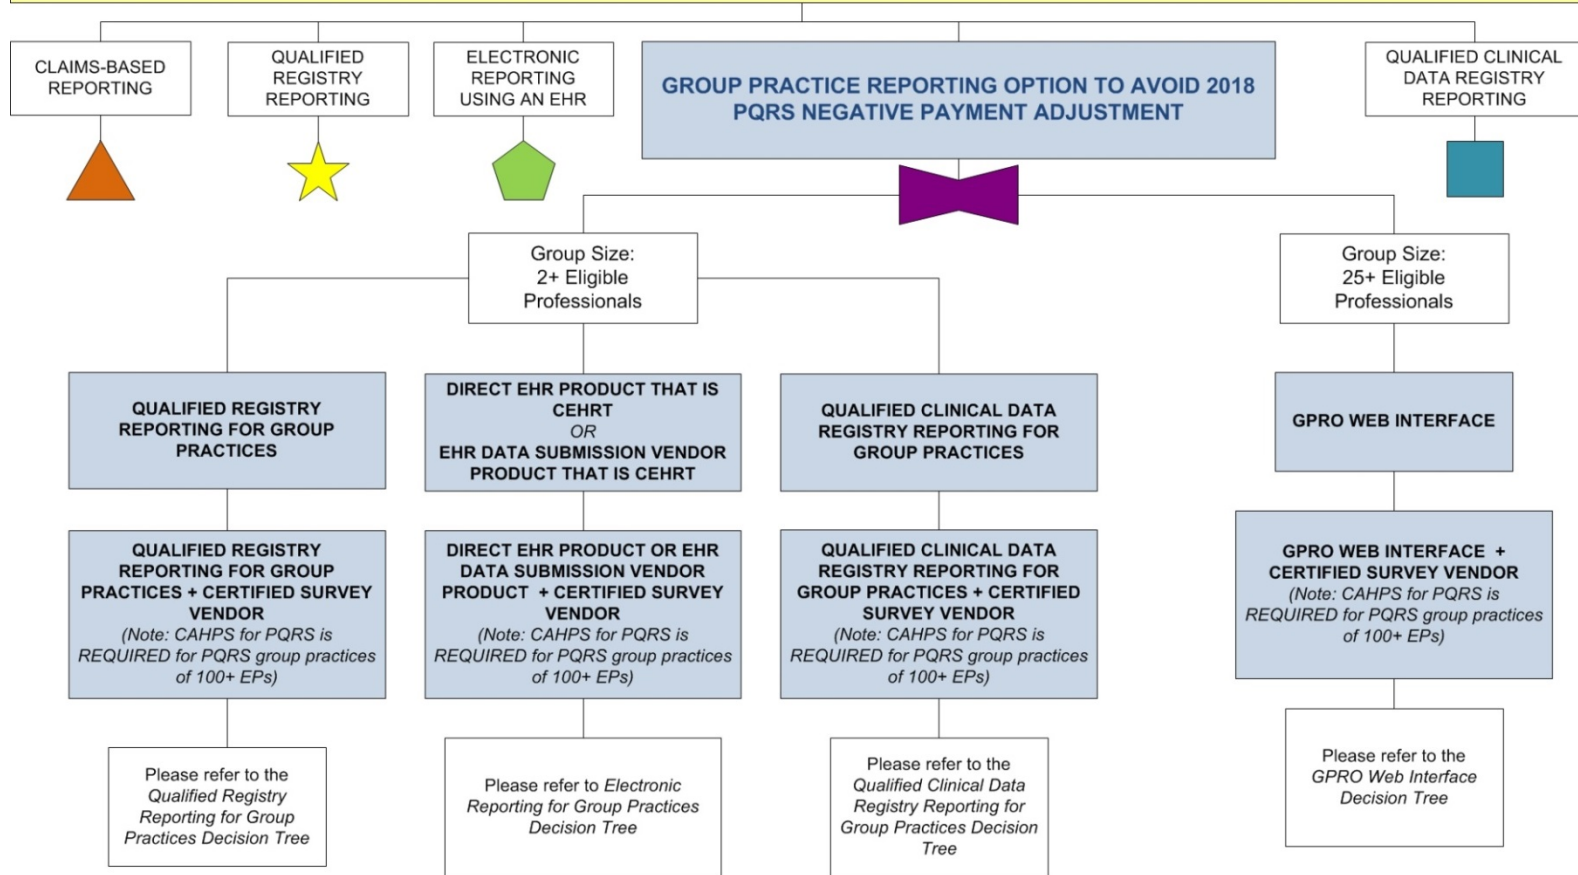 CLAIMS-BASED
REPORTING
QUALIFIED
REGISTRY
REPORTING
ELECTRONIC
REPORTING
USING AN EHR
GROUP PRACTICE REPORTING OPTION TO AVOID 2018
PQRS NEGATIVE PAYMENT ADJUSTMENT
QUALIFIED CLINICAL
DATA REGISTRY
REPORTING
Group Size:
2+ Eligible
Professionals
Group Size:
25+ Eligible
Professionals
QUALIFIED REGISTRY
REPORTING FOR GROUP
PRACTICES
DIRECT EHR PRODUCT THAT IS
CEHRT
OR
EHR DATA SUBMISSION VENDOR
PRODUCT THAT IS CEHRT
QUALIFIED CLINICAL DATA
REGISTRY REPORTING FOR
GROUP PRACTICES
GPRO WEB INTERFACE
QUALIFIED REGISTRY
REPORTING FOR GROUP
PRACTICES + CERTIFIED SURVEY
VENDOR
(Note: CAHPS for PQRS is
REQUIRED for PQRS group practices
of 100+ EPs)
DIRECT EHR PRODUCT OR EHR
DATA SUBMISSION VENDOR
PRODUCT + CERTIFIED SURVEY
VENDOR
(Note: CAHPS for PQRS is
REQUIRED for PQRS group practices
of 100+ EPs)
QUALIFIED CLINICAL DATA
REGISTRY REPORTING FOR
GROUP PRACTICES + CERTIFIED
SURVEY VENDOR
(Note: CAHPS for PQRS is
REQUIRED for PQRS group practices
of 100+ EPs)
GPRO WEB INTERFACE +
CERTIFIED SURVEY VENDOR
(Note: CAHPS for PQRS is
REQUIRED for PQRS group practices
of 100+ EPs)
Please refer to the
Qualified Registry
Reporting for Group
Practices Decision Tree
Please refer to Electronic
Reporting for Group Practices
Decision Tree
Please refer to the
Qualified Clinical Data
Registry Reporting for
Group Practices Decision
Tree
Please refer to the
GPRO Web Interface
Decision Tree